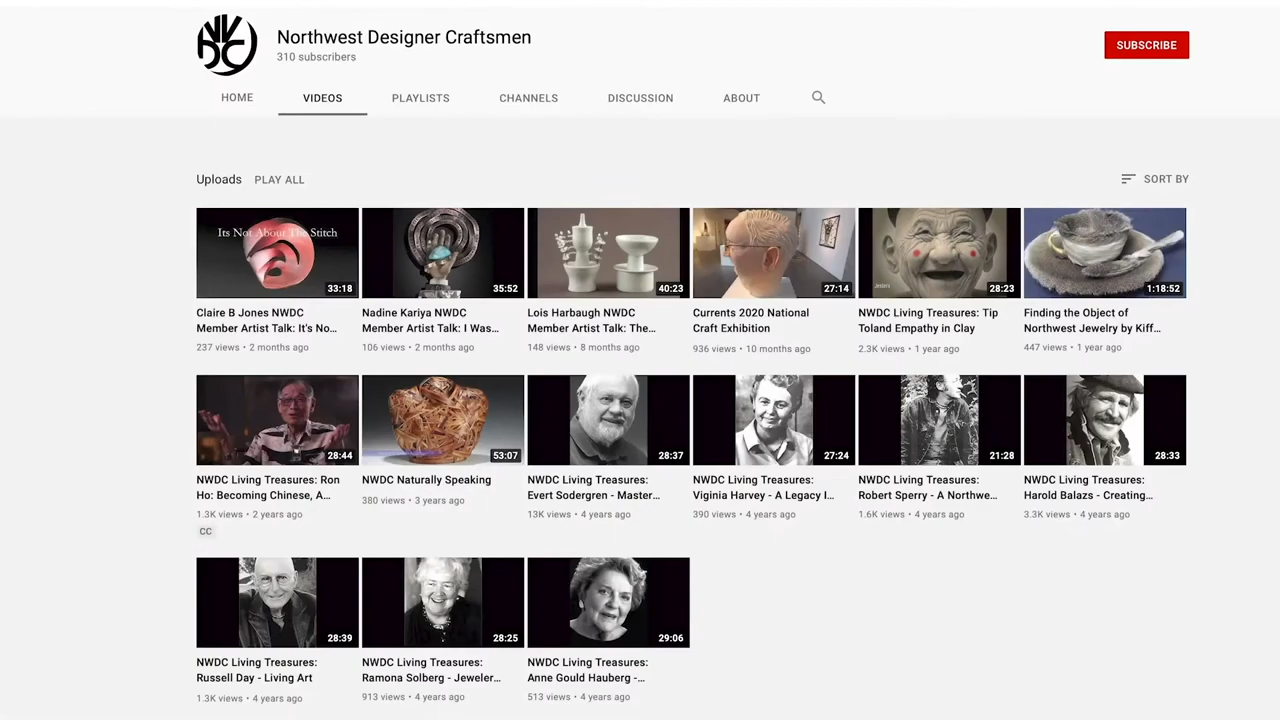 NWDC
Northwest Designer Craftsmen
310 subscribers
SUBSCRIBE
HOME VIDEOS PLAYLISTS CHANNELS DISCUSSION ABOUT
Uploads PLAY ALL SORT BY
Its Not About The Stitch
33:18
35:52
40:23
27:14
Jesters
28:23
1:18:52
Claire B Jones NWDC
Member Artist Talk: It's No...
237 views • 2 months ago
Nadine Kariya NWDC
Member Artist Talk: I Was...
106 views • 2 months ago
Lois Harbaugh NWDC
Member Artist Talk: The...
148 views • 8 months ago
Currents 2020 National
Craft Exhibition
936 views • 10 months ago
NWDC Living Treasures: Tip
Toland Empathy in Clay
2.3K views • 1 year ago
Finding the Object of
Northwest Jewelry by Kiff...
447 views • 1 year ago
28:44
53:07
28:37
27:24
21:28
28:33
NWDC Living Treasures: Ron
Ho: Becoming Chinese, A...
1.3K views • 2 years ago
CC
NWDC Naturally Speaking
380 views • 3 years ago
NWDC Living Treasures:
Evert Sodergren - Master...
13K views • 4 years ago
NWDC Living Treasures:
Viginia Harvey - A Legacy I...
390 views • 4 years ago
NWDC Living Treasures:
Robert Sperry - A Northwe...
1.6K views • 4 years ago
NWDC Living Treasures:
Harold Balazs - Creating...
3.3K views • 4 years ago
28:39
28:25
29:06
NWDC Living Treasures:
Russell Day - Living Art
1.3K views • 4 years ago
NWDC Living Treasures:
Ramona Solberg - Jeweler...
913 views • 4 years ago
NWDC Living Treasures:
Anne Gould Hauberg -...
513 views • 4 years ago